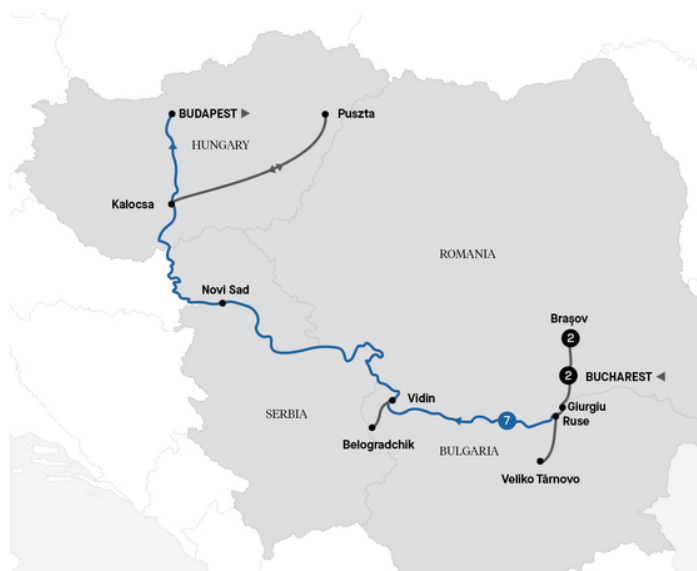 BUDAPEST
Puszta
HUNGARY
Kalocsa
ROMANIA
Novi Sad
Brașov
2
2
BUCHAREST
Vidin
Giurgiu
SERBIA
7
Ruse
Belogradchik
BULGARIA
Veliko Tărnovo